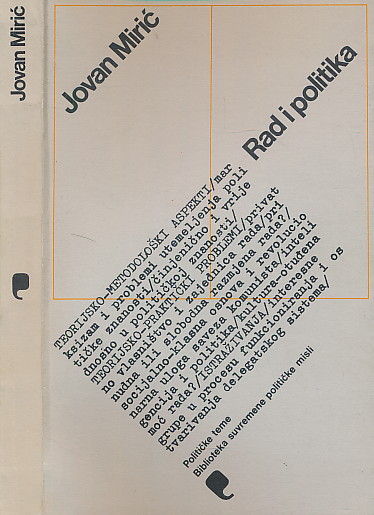 Jovan Mirić
Jovan Mirić
Rad i politika
TEORIJSKO-METODOLOŠKI ASPEKTI/mar
ksizam i problemi utemeljenja poli
tičke znanosti/činjenično i vrije
dnosno u političkoj znanosti/
TEORIJSKO-PRAKTIČKI PROBLEMI/privat
no vlasništvo i zajednica rada/pri
nudna ili slobodna razmjena rada?/
socijalno-klasna osnova i revolucio
narna uloga saveza komunista/inteli
gencija i politika/kultura-otuđena
moć rada?/ISTRAŽIVANJA/interesne
grupe u procesu funkcioniranja i os
tvarivanja delegatskog sistema/
Političke teme
Biblioteka suvremene političke misli